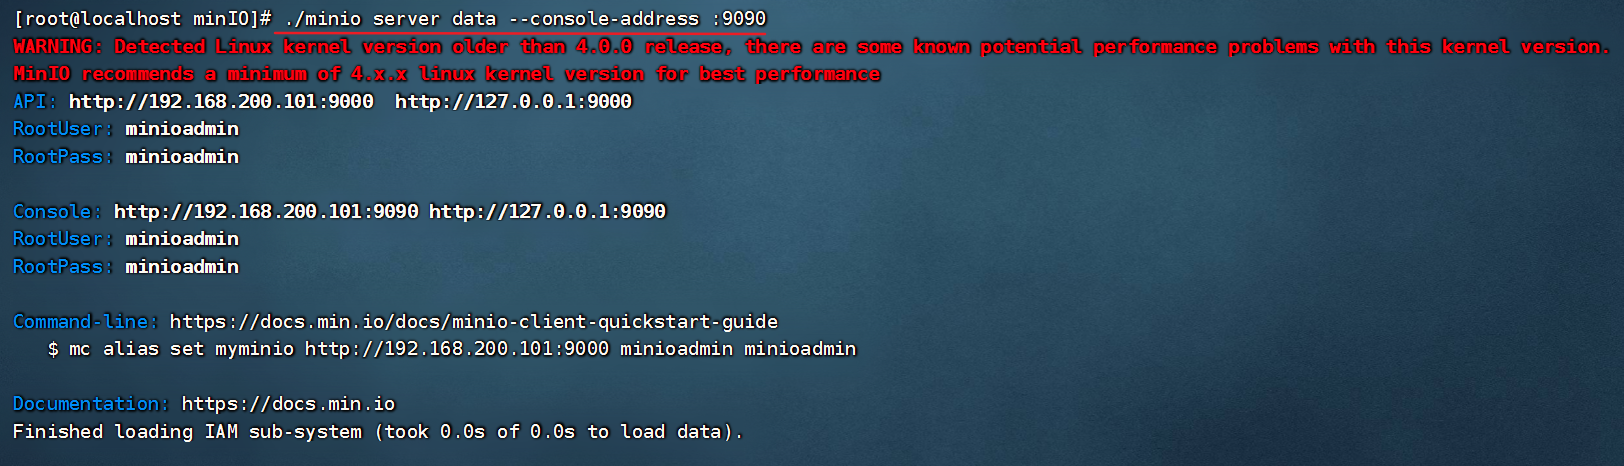 [root@localhost minIO]# ./minio server data --console-address :9090
WARNING: Detected Linux kernel version older than 4.0.0 release, there are some known potential performance problems with this kernel version.
MinIO recommends a minimum of 4.x.x linux kernel version for best performance
API: http://192.168.200.101:9000  http://127.0.0.1:9000
RootUser: minioadmin
RootPass: minioadmin
Console: http://192.168.200.101:9090 http://127.0.0.1:9090
RootUser: minioadmin
RootPass: minioadmin
Command-line: https://docs.min.io/docs/minio-client-quickstart-guide
$ mc alias set myminio http://192.168.200.101:9000 minioadmin minioadmin
Documentation: https://docs.min.io
Finished loading IAM sub-system (took 0.0s of 0.0s to load data).